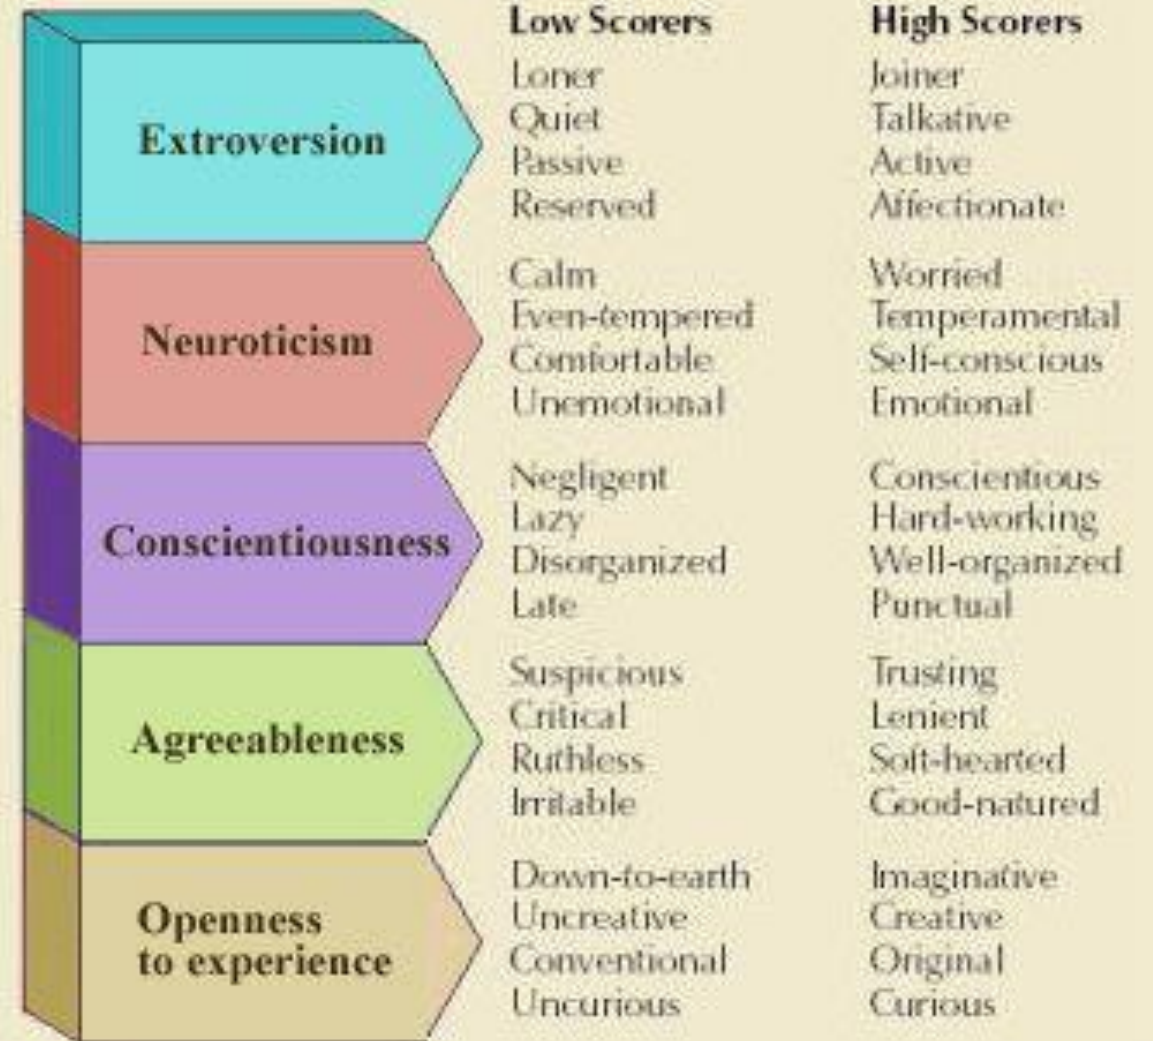 Low Scorers High Scorers
Extroversion
Loner Joiner
Quiet Talkative
Passive Active
Reserved Affectionate
Neuroticism
Calm Worried
Even-tempered Temperamental
Comfortable Self-conscious
Unemotional Emotional
Conscientiousness
Negligent Conscientious
Lazy Hard-working
Disorganized Well-organized
Late Punctual
Agreeableness
Suspicious Trusting
Critical Lenient
Ruthless Soft-hearted
Irritable Good-natured
Openness
to experience
Down-to-earth Imaginative
Uncreative Creative
Conventional Original
Uncurious Curious